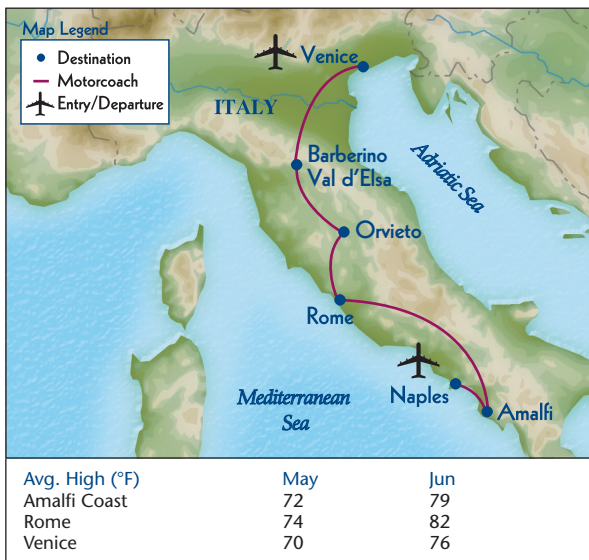 Map Legend
Destination
Motorcoach
Entry/Departure
Venice
ITALY
Barberino
Val d'Elsa
Adriatic Sea
Orvieto
Rome
Naples
Amalfi
Mediterranean
Sea
Avg. High (°F) May Jun
Amalfi Coast 72 79
Rome 74 82
Venice 70 76